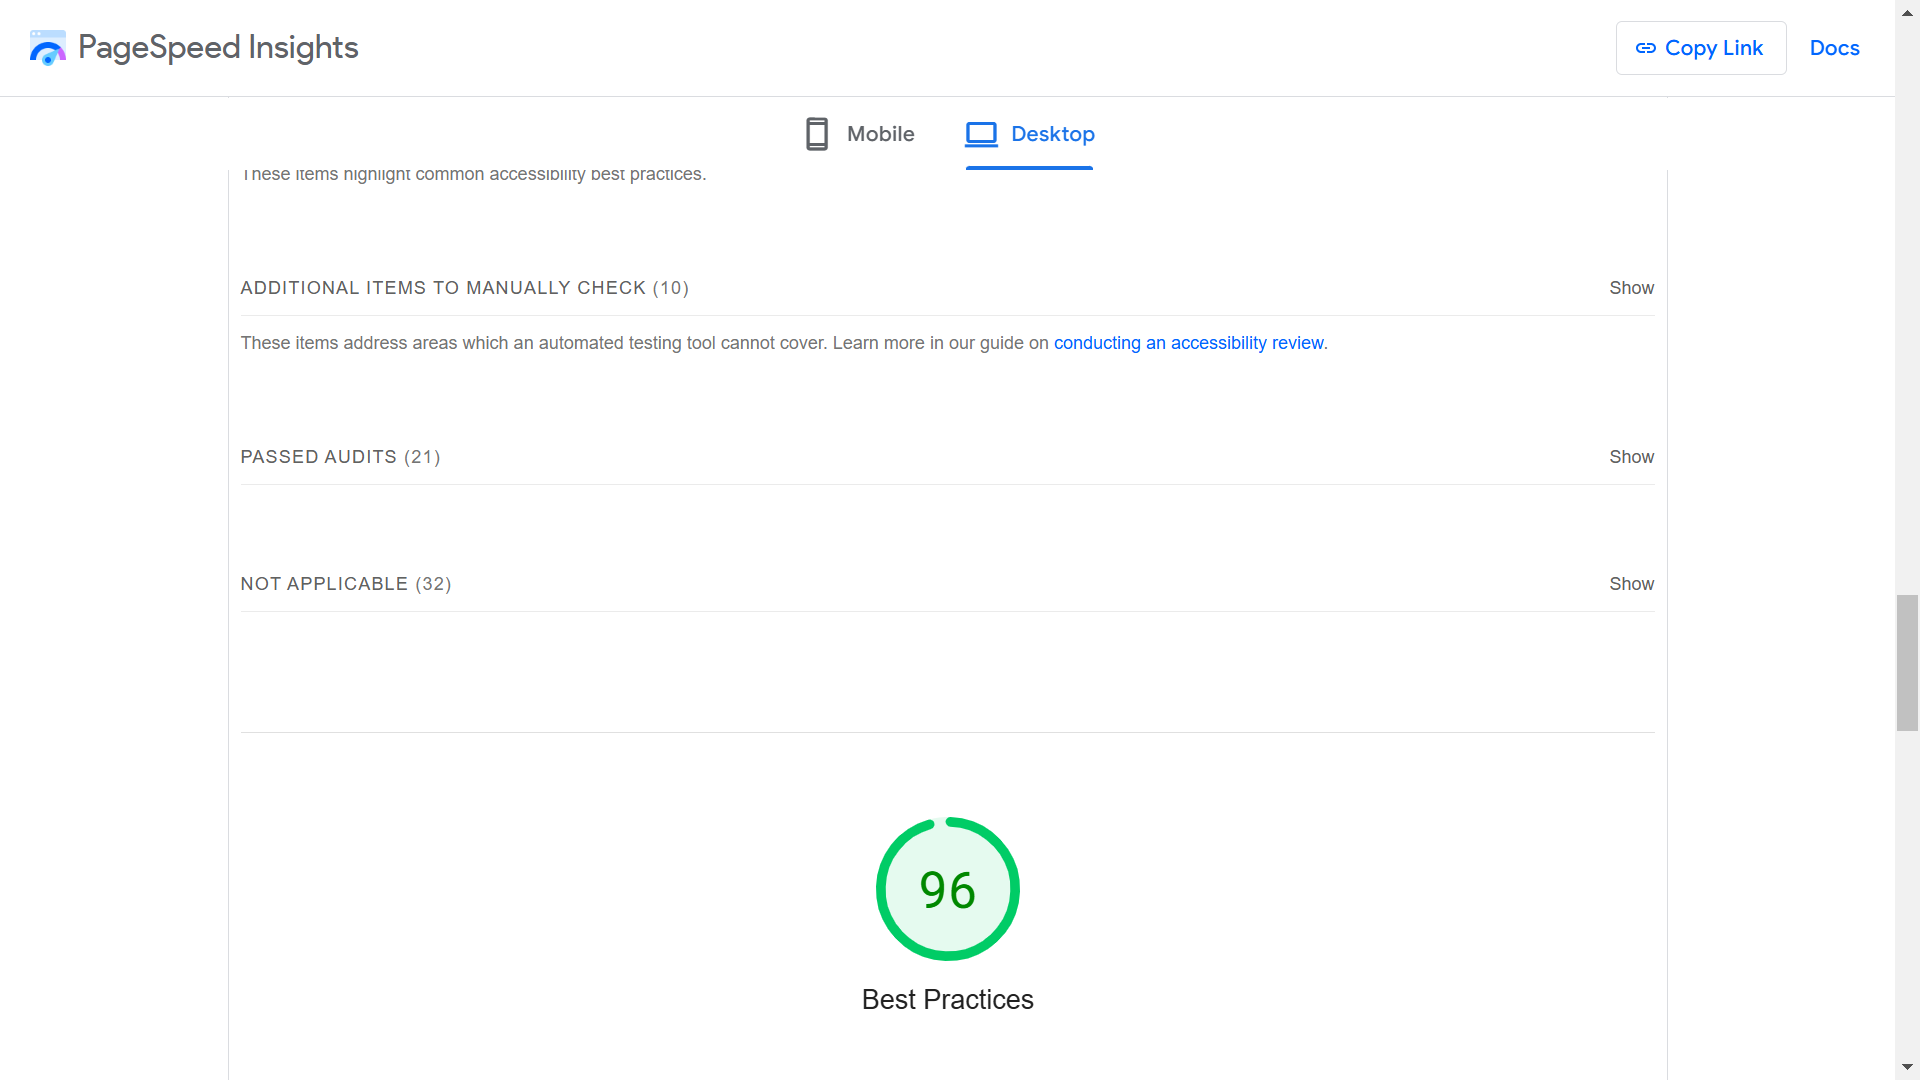 PageSpeed Insights
Copy Link
Docs
Mobile
Desktop
These items highlight common accessibility best practices.
ADDITIONAL ITEMS TO MANUALLY CHECK (10)
Show
These items address areas which an automated testing tool cannot cover. Learn more in our guide on conducting an accessibility review.
PASSED AUDITS (21)
Show
NOT APPLICABLE (32)
Show
96
Best Practices